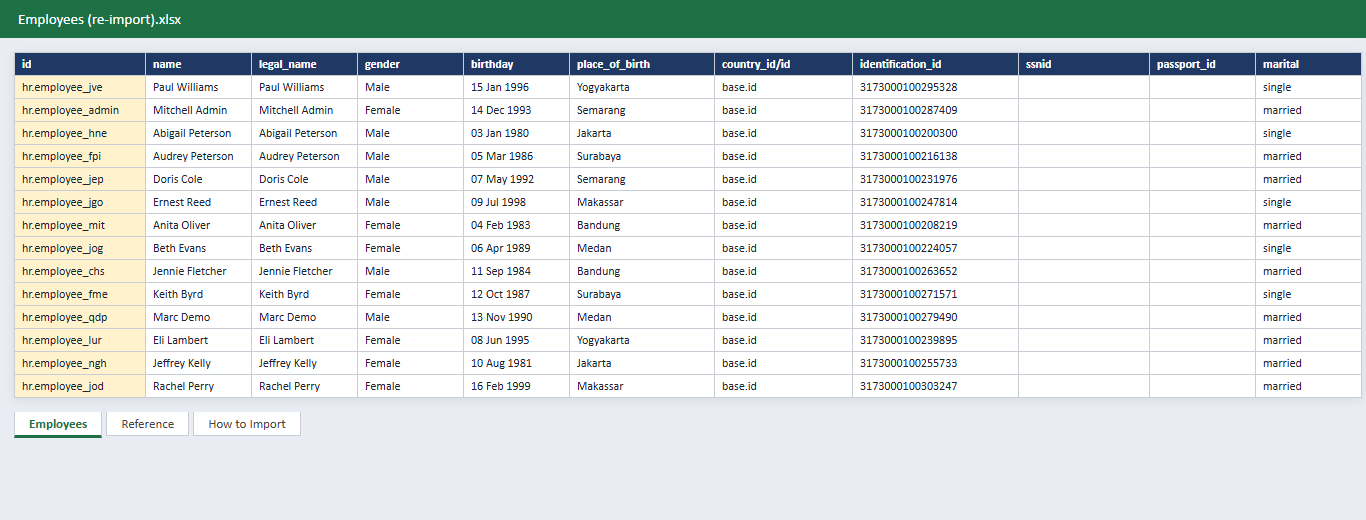 Employees (re-import).xlsx
id name legal_name gender birthday place_of_birth country_id/id identification_id ssnid passport_id marital
hr.employee_jve Paul Williams Paul Williams Male 15 Jan 1996 Yogyakarta base.id 3173000100295328 single
hr.employee_admin Mitchell Admin Mitchell Admin Female 14 Dec 1993 Semarang base.id 3173000100287409 married
hr.employee_hne Abigail Peterson Abigail Peterson Male 03 Jan 1980 Jakarta base.id 3173000100200300 single
hr.employee_fpi Audrey Peterson Audrey Peterson Male 05 Mar 1986 Surabaya base.id 3173000100216138 married
hr.employee_jep Doris Cole Doris Cole Male 07 May 1992 Semarang base.id 3173000100231976 married
hr.employee_jgo Ernest Reed Ernest Reed Male 09 Jul 1998 Makassar base.id 3173000100247814 single
hr.employee_mit Anita Oliver Anita Oliver Female 04 Feb 1983 Bandung base.id 3173000100208219 married
hr.employee_jog Beth Evans Beth Evans Female 06 Apr 1989 Medan base.id 3173000100224057 single
hr.employee_chs Jennie Fletcher Jennie Fletcher Male 11 Sep 1984 Bandung base.id 3173000100263652 married
hr.employee_fme Keith Byrd Keith Byrd Female 12 Oct 1987 Surabaya base.id 3173000100271571 single
hr.employee_qdp Marc Demo Marc Demo Male 13 Nov 1990 Medan base.id 3173000100279490 married
hr.employee_lur Eli Lambert Eli Lambert Female 08 Jun 1995 Yogyakarta base.id 3173000100239895 married
hr.employee_ngh Jeffrey Kelly Jeffrey Kelly Female 10 Aug 1981 Jakarta base.id 3173000100255733 married
hr.employee_jod Rachel Perry Rachel Perry Female 16 Feb 1999 Makassar base.id 3173000100303247 married
Employees Reference How to Import